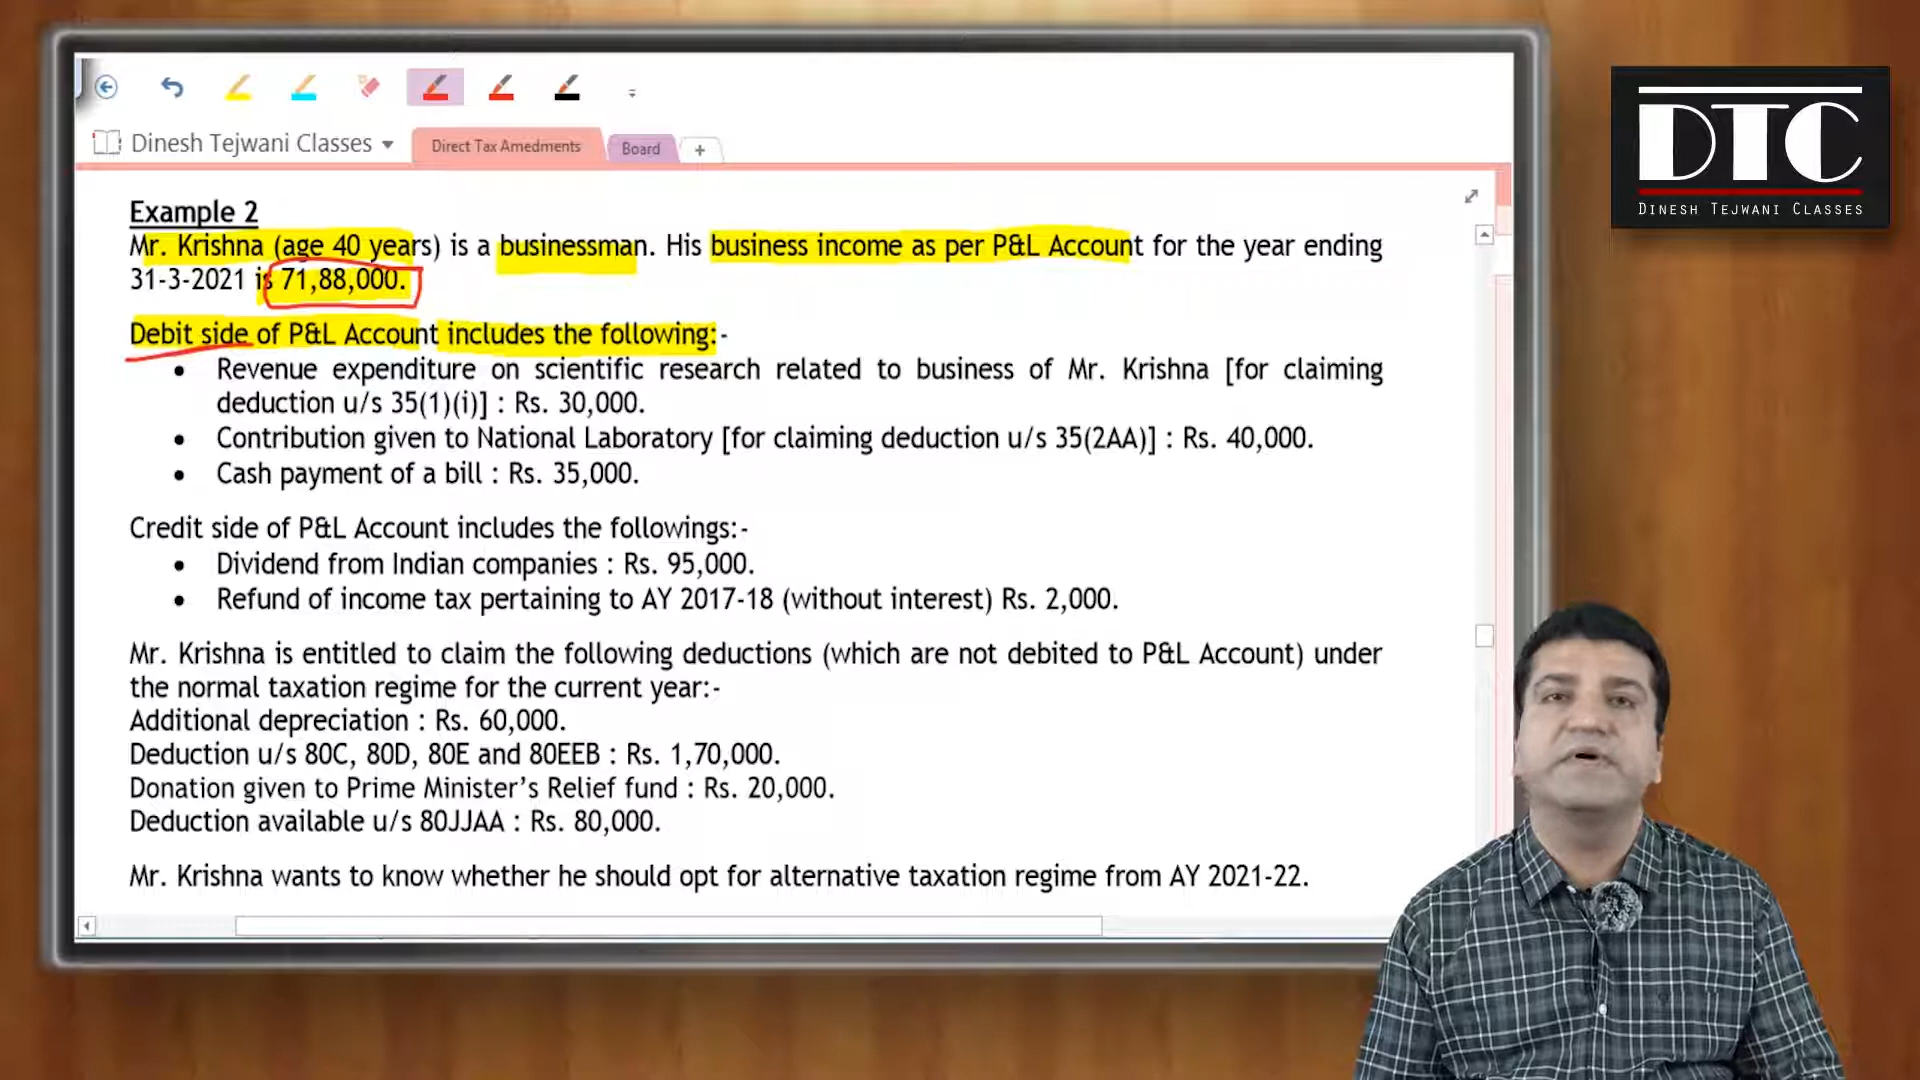 DTC
DINESH TEJWANI CLASSES
Dinesh Tejwani Classes
Direct Tax Amedments
Board
+
Example 2
Mr. Krishna (age 40 years) is a businessman. His business income as per P&L Account for the year ending
31-3-2021 is 71,88,000.
Debit side of P&L Account includes the following:-
• Revenue expenditure on scientific research related to business of Mr. Krishna [for claiming
deduction u/s 35(1)(i)] : Rs. 30,000.
• Contribution given to National Laboratory [for claiming deduction u/s 35(2AA)] : Rs. 40,000.
• Cash payment of a bill : Rs. 35,000.
Credit side of P&L Account includes the followings:-
• Dividend from Indian companies : Rs. 95,000.
• Refund of income tax pertaining to AY 2017-18 (without interest) Rs. 2,000.
Mr. Krishna is entitled to claim the following deductions (which are not debited to P&L Account) under
the normal taxation regime for the current year:-
Additional depreciation : Rs. 60,000.
Deduction u/s 80C, 80D, 80E and 80EEB : Rs. 1,70,000.
Donation given to Prime Minister's Relief fund : Rs. 20,000.
Deduction available u/s 80JJAA : Rs. 80,000.
Mr. Krishna wants to know whether he should opt for alternative taxation regime from AY 2021-22.